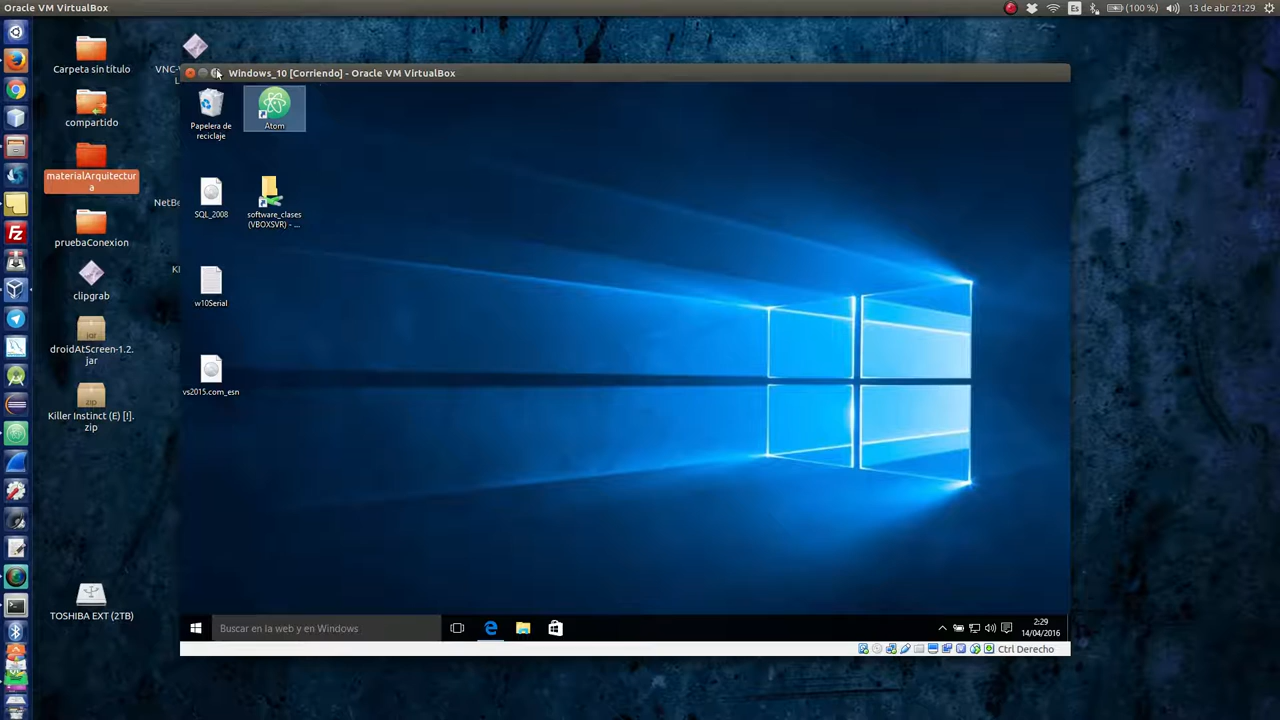 Oracle VM VirtualBox
Es
(100 %)
13 de abr 21:29
Carpeta sin título
compartido
materialArquitectur
a
pruebaConexion
clipgrab
droidAtScreen-1.2.
jar
Killer Instinct (E) [!].
zip
TOSHIBA EXT (2TB)
NetBe
Windows_10 [Corriendo] - Oracle VM VirtualBox
Papelera de
reciclaje
Atom
SQL_2008
software_clases
(VBOXSVR) - ...
w10Serial
vs2015.com_esn
Buscar en la web y en Windows
2:29
14/04/2016
Ctrl Derecho